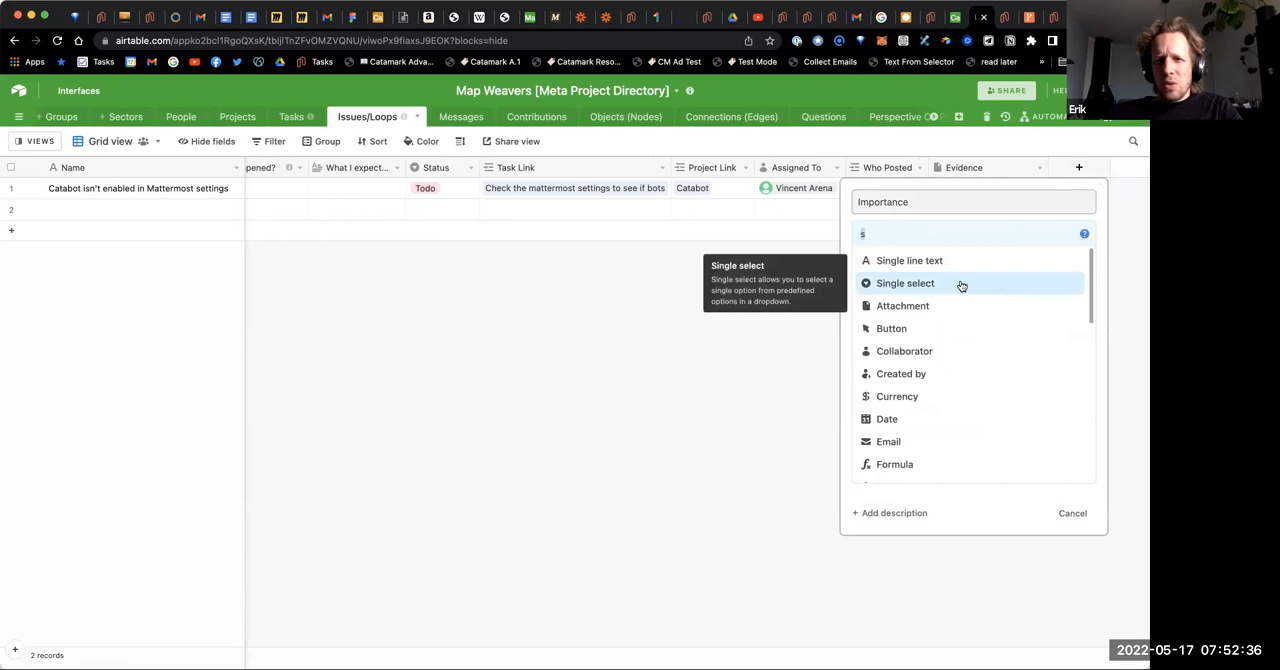 airtable.com/appko2bcl1RgoQXsK/tbljlTnZFvOMZVQNU/viwoPx9fiaxsJ9EOK?blocks=hide
Apps
Tasks
Tasks
Catamark Adva...
Catamark A.1
Catamark Reso...
CM Ad Test
Test Mode
Collect Emails
Text From Selector
read later
»
Interfaces
Map Weavers [Meta Project Directory]
SHARE
Erik
Groups
Sectors
People
Projects
Tasks
Issues/Loops
Messages
Contributions
Objects (Nodes)
Connections (Edges)
Questions
Perspective C
AUTOMA
VIEWS
Grid view
Hide fields
Filter
Group
Sort
Color
Share view
Name
pened?
What I expect...
Status
Task Link
Project Link
Assigned To
Who Posted
Evidence
+
1
Catabot isn't enabled in Mattermost settings
Todo
Check the mattermost settings to see if bots
Catabot
Vincent Arena
2
+
Importance
s
Single line text
Single select
Attachment
Button
Collaborator
Created by
Currency
Date
Email
Formula
+ Add description
Cancel
Single select
Single select allows you to select a
single option from predefined
options in a dropdown.
+
2 records
2022-05-17 07:52:36